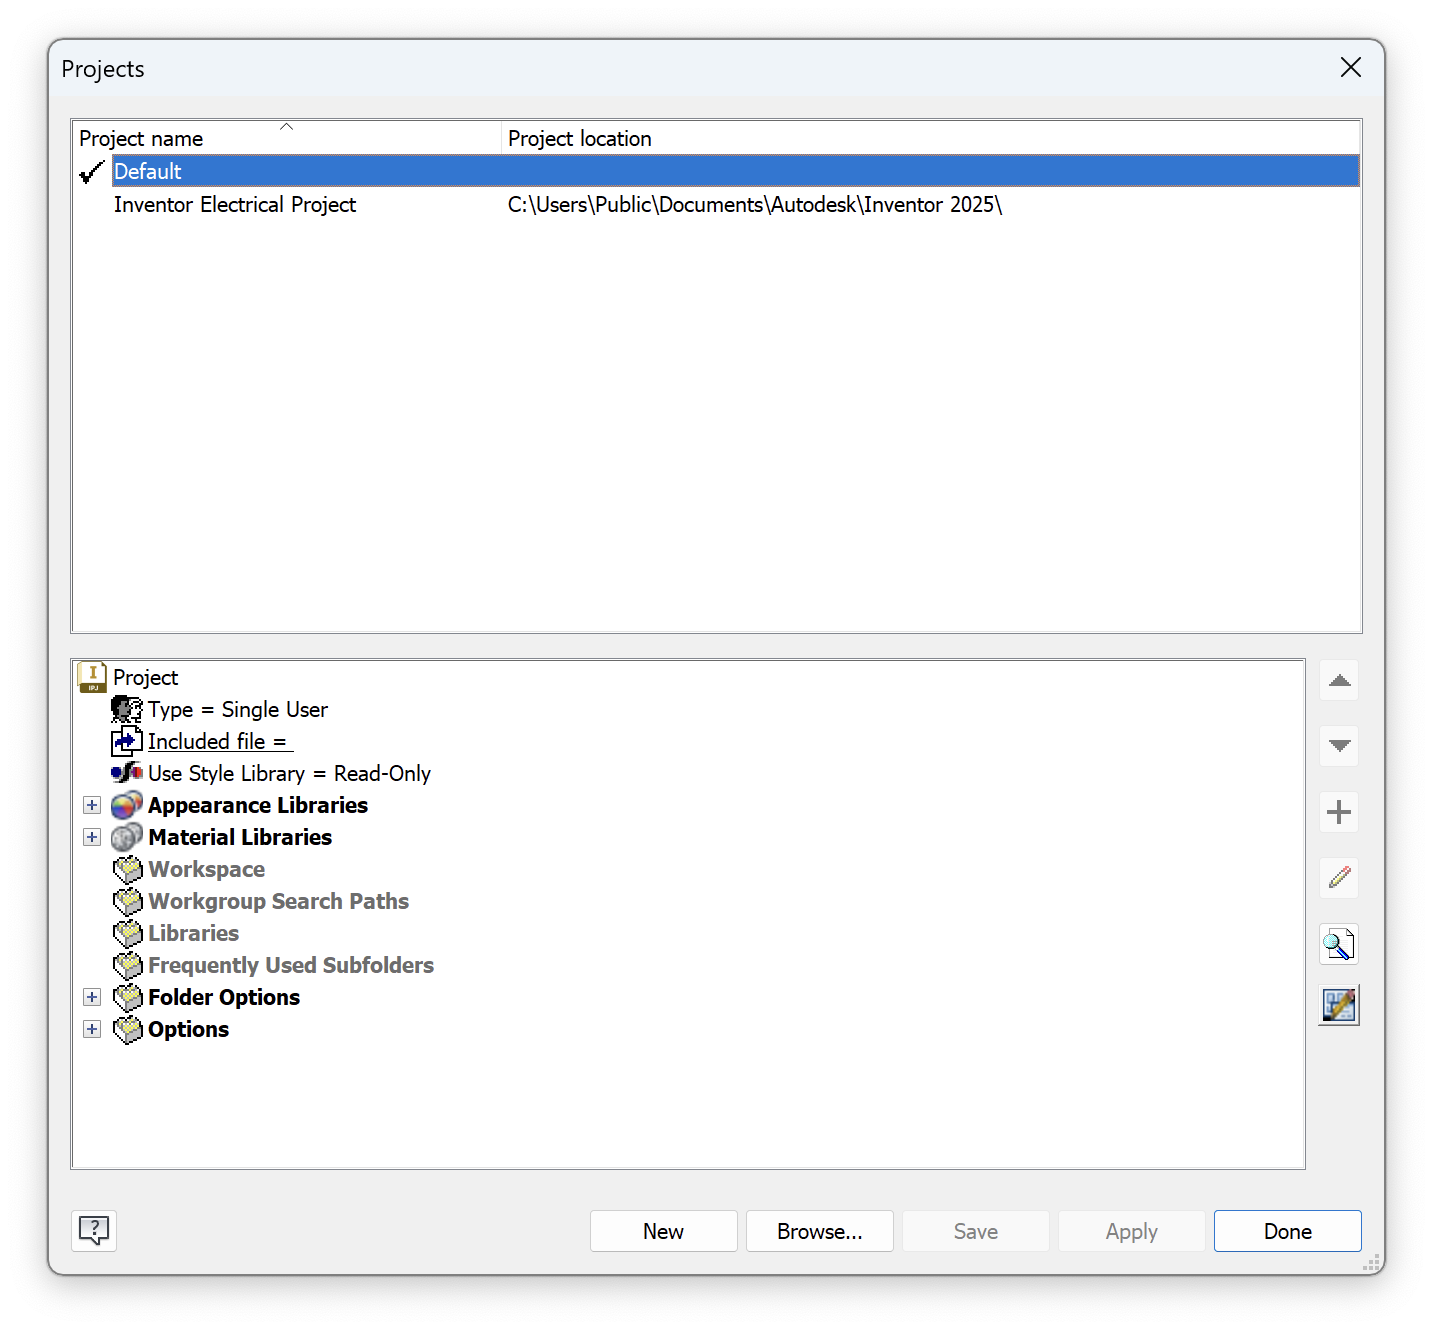 Projects
Project name Project location
Default
Inventor Electrical Project C:\Users\Public\Documents\Autodesk\Inventor 2025\
I
IPJ
Project
Type = Single User
Included file =
Use Style Library = Read-Only
Appearance Libraries
Material Libraries
Workspace
Workgroup Search Paths
Libraries
Frequently Used Subfolders
Folder Options
Options
? New Browse... Save Apply Done